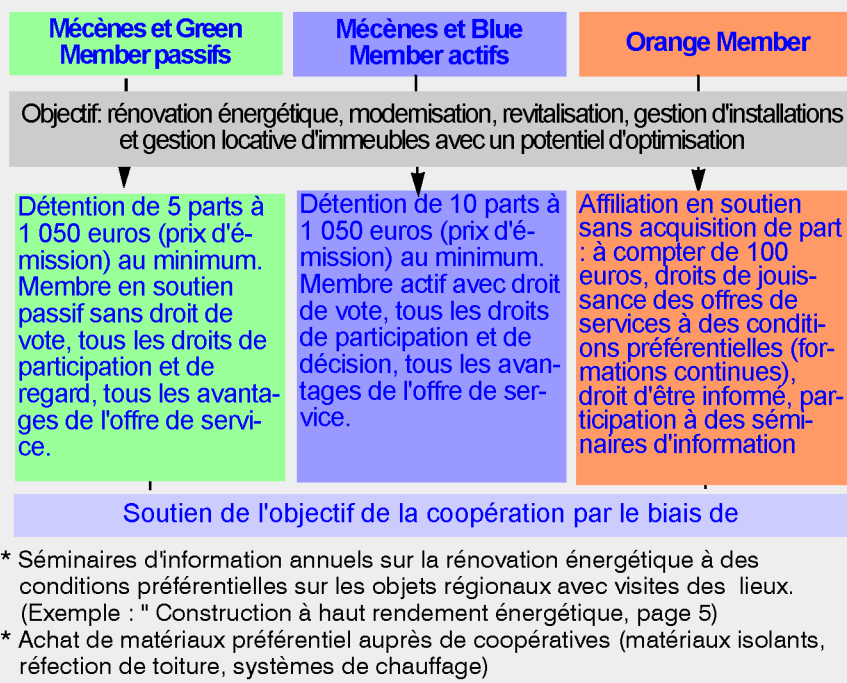 Mécènes et Green
Member passifs
Mécènes et Blue
Member actifs
Orange Member
Objectif: rénovation énergétique, modernisation, revitalisation, gestion d'installations
et gestion locative d'immeubles avec un potentiel d'optimisation
Détention de 5 parts à
1 050 euros (prix d'é-
mission) au minimum.
Membre en soutien
passif sans droit de
vote, tous les droits de
participation et de
regard, tous les avanta-
ges de l'offre de servi-
ce.
Détention de 10 parts à
1 050 euros (prix d'é-
mission) au minimum.
Membre actif avec droit
de vote, tous les droits
de participation et de
décision, tous les avan-
tages de l'offre de ser-
vice.
Affiliation en soutien
sans acquisition de part
: à compter de 100
euros, droits de jouis-
sance des offres de
services à des conditi-
ons préférentielles (for-
mations continues),
droit d'être informé, par-
ticipation à des sémi-
naires d'information
Soutien de l'objectif de la coopération par le biais de
* Séminaires d'information annuels sur la rénovation énergétique à des
conditions préférentielles sur les objets régionaux avec visites des lieux.
(Exemple : " Construction à haut rendement énergétique, page 5)
* Achat de matériaux préférentiel auprès de coopératives (matériaux isolants,
réfection de toiture, systèmes de chauffage)